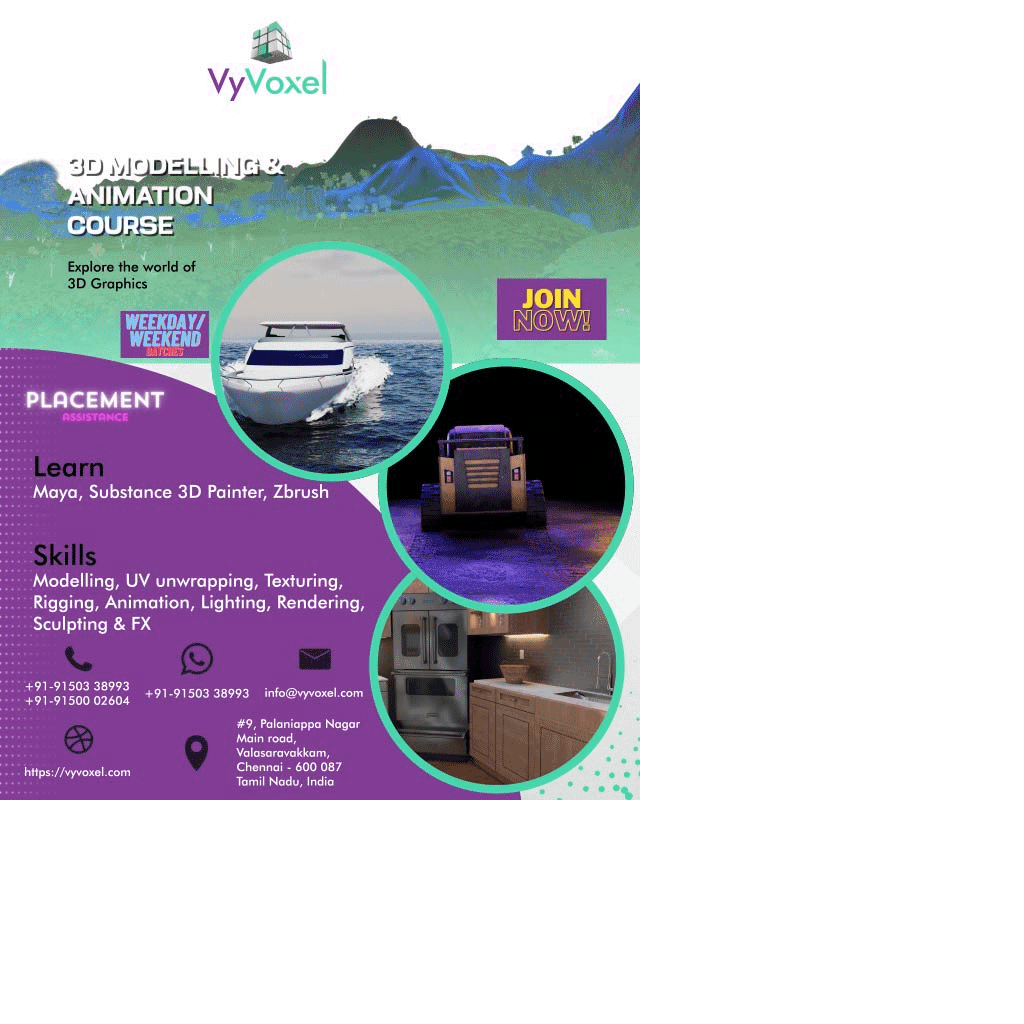 VyVoxel
3D MODELLING &
ANIMATION
COURSE
Explore the world of
3D Graphics
WEEKDAY/
WEEKEND
BATCHES
JOIN
NOW!
PLACEMENT
ASSISTANCE
Learn
Maya, Substance 3D Painter, Zbrush
Skills
Modelling, UV unwrapping, Texturing,
Rigging, Animation, Lighting, Rendering,
Sculpting & FX
+91-91503 38993
+91-91500 02604
+91-91503 38993
info@vyvoxel.com
https://vyvoxel.com
#9, Palaniappa Nagar
Main road,
Valasaravakkam,
Chennai - 600 087
Tamil Nadu, India